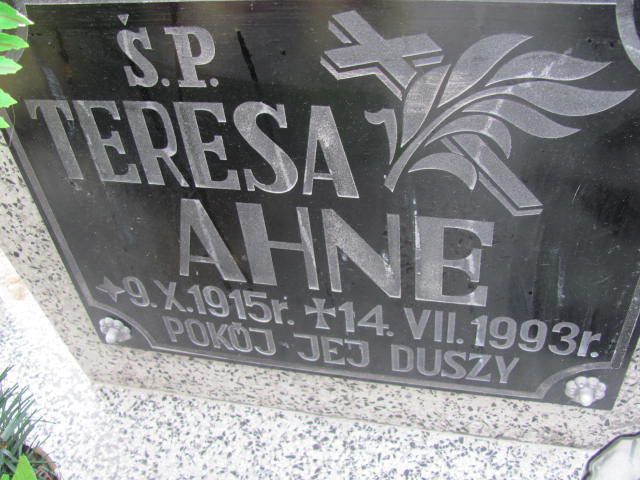 Ś.P.
TERESA
AHNE
9.X.1915r. 14. VII. 1993r.
POKÓJ JEJ DUSZY